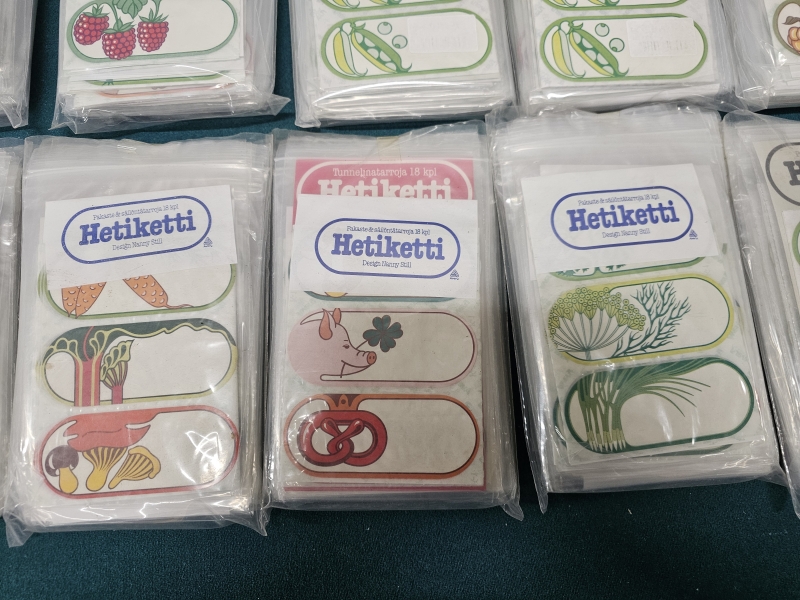 Pakaste & säilöntätarroja 18 kpl
Hetiketti
Design Nanny Still
Tunnelmatarroja 18 kpl
Hetiketti
Pakaste & säilöntätarroja 18 kpl
Hetiketti
Design Nanny Still
Pakaste & säilöntätarroja 18 kpl
Hetiketti
Design Nanny Still